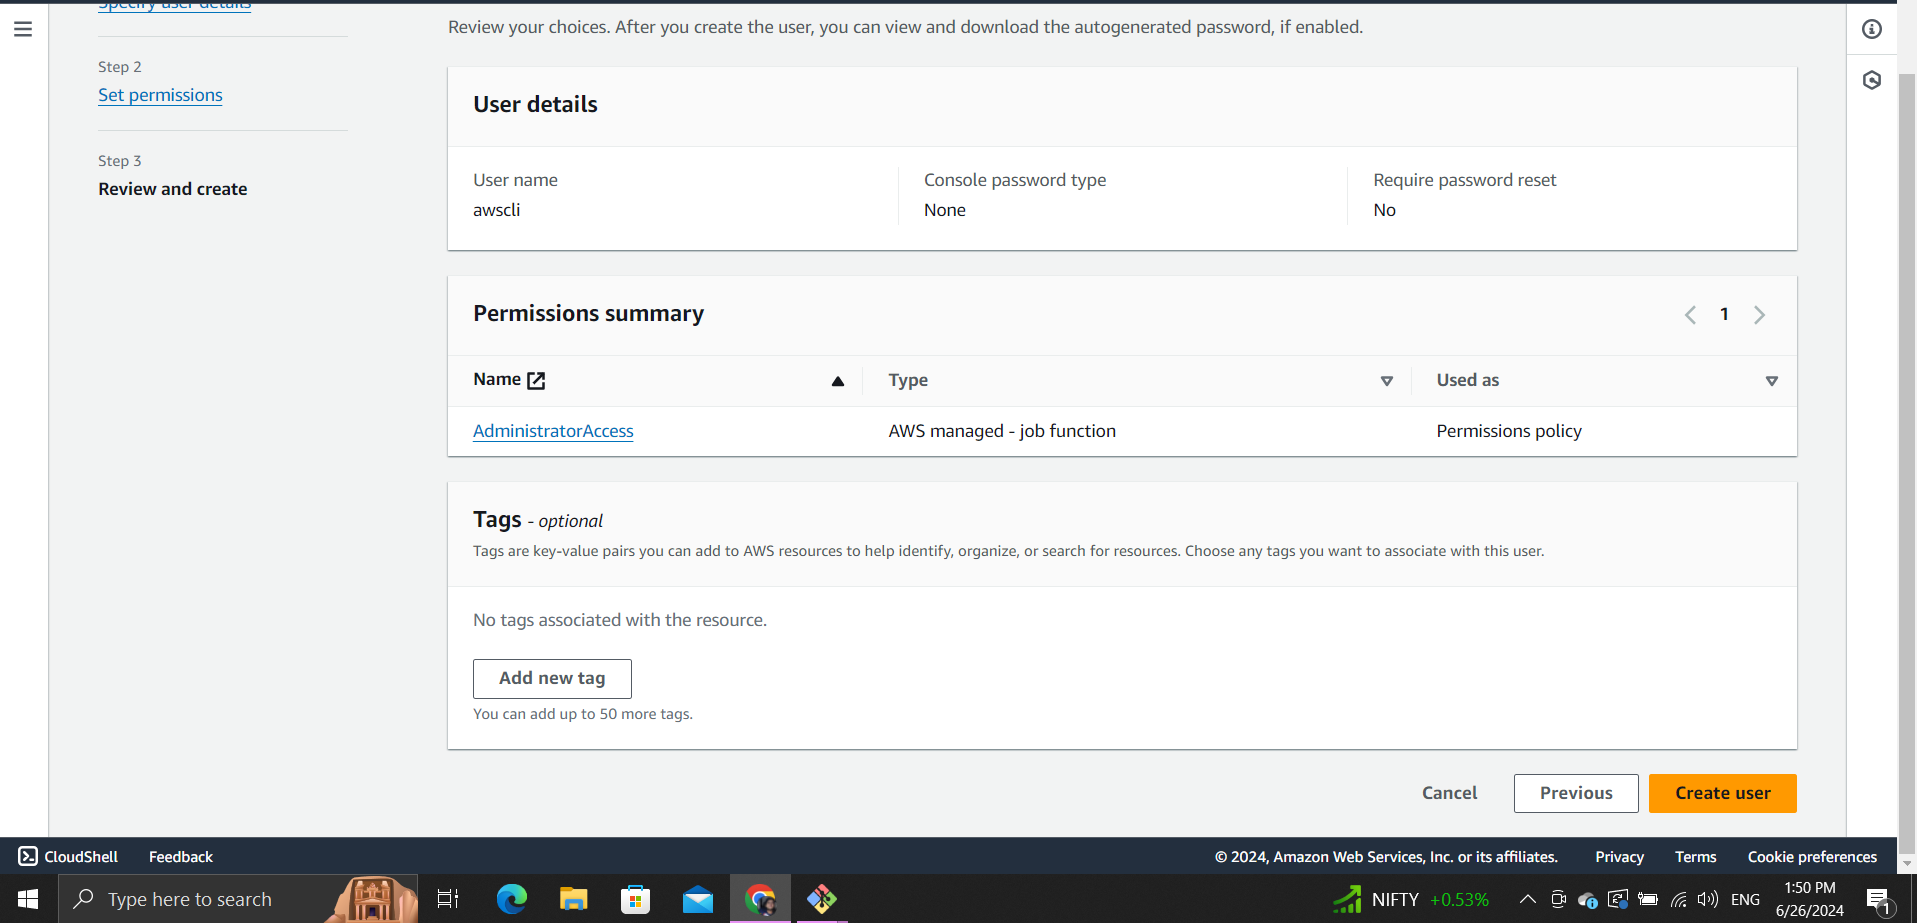 Specify user details
Review your choices. After you create the user, you can view and download the autogenerated password, if enabled.
Step 2
Set permissions
Step 3
Review and create
User details
User name
awscli
Console password type
None
Require password reset
No
Permissions summary
1
Name
Type
Used as
AdministratorAccess
AWS managed - job function
Permissions policy
Tags - optional
Tags are key-value pairs you can add to AWS resources to help identify, organize, or search for resources. Choose any tags you want to associate with this user.
No tags associated with the resource.
Add new tag
You can add up to 50 more tags.
Cancel
Previous
Create user
CloudShell
Feedback
© 2024, Amazon Web Services, Inc. or its affiliates.
Privacy
Terms
Cookie preferences
Type here to search
NIFTY +0.53%
ENG
1:50 PM
6/26/2024
1